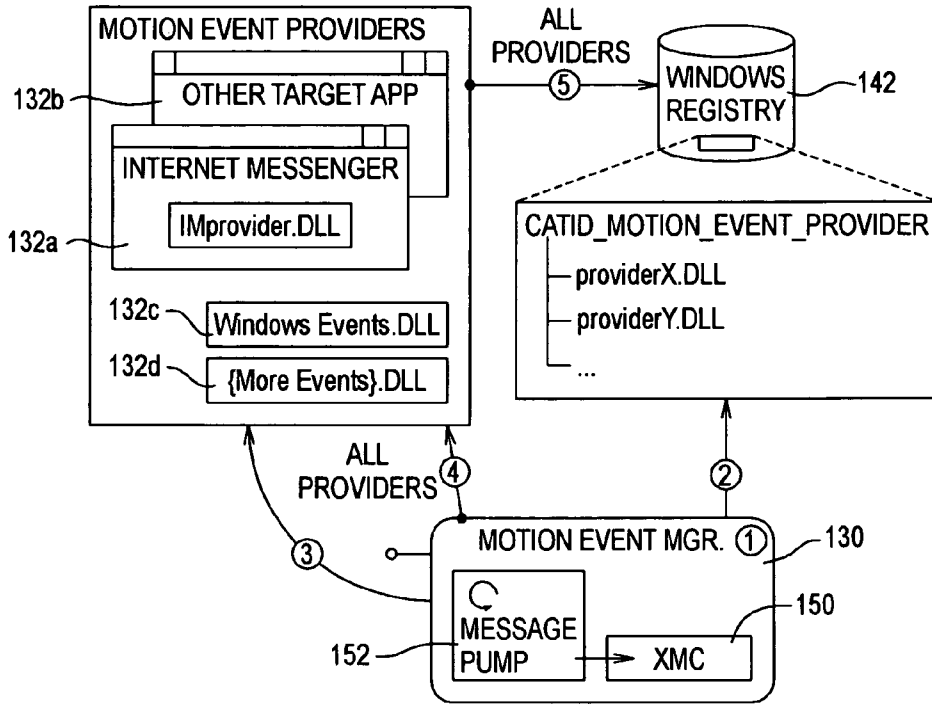 MOTION EVENT PROVIDERS
132b
OTHER TARGET APP
INTERNET MESSENGER
IMprovider.DLL
132a
132c
Windows Events.DLL
132d
{More Events}.DLL
ALL
PROVIDERS
5
WINDOWS
REGISTRY
142
CATID_MOTION_EVENT_PROVIDER
providerX.DLL
providerY.DLL
...
ALL
PROVIDERS
4
2
3
MOTION EVENT MGR. 1
130
152
MESSAGE
PUMP
XMC
150